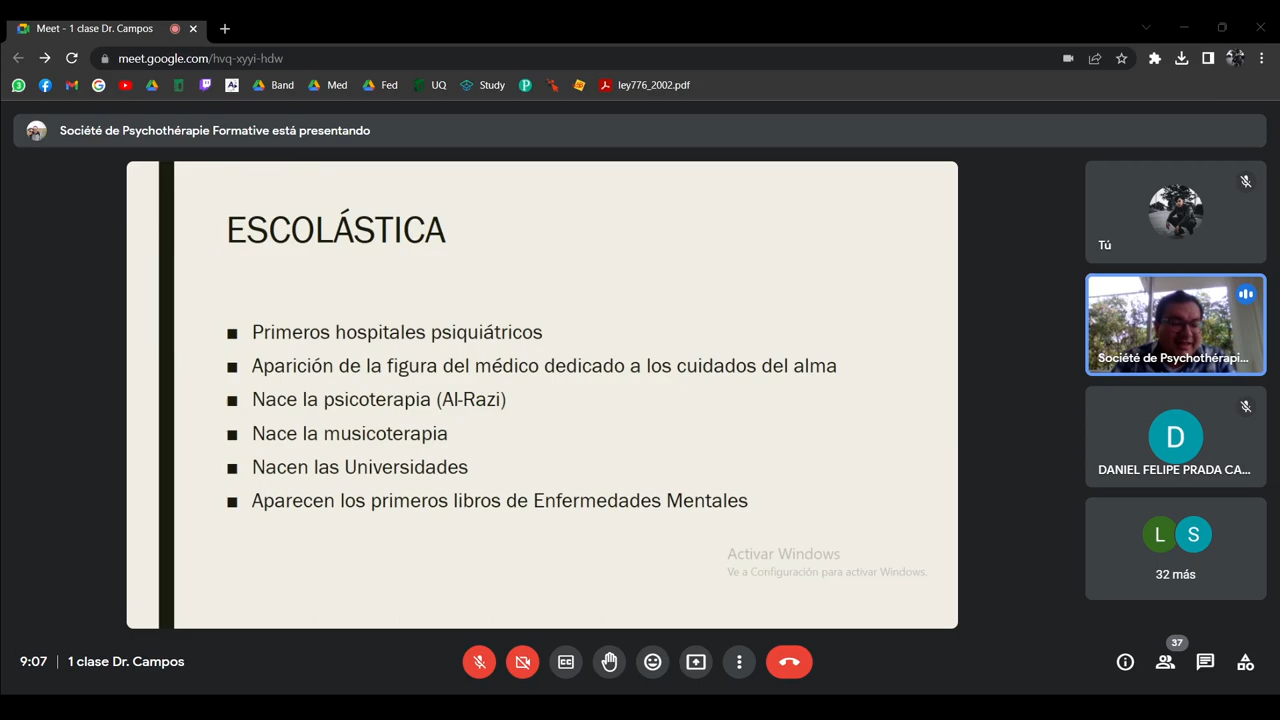 Meet - 1 clase Dr. Campos
meet.google.com/hvq-xyyi-hdw
3
Band
Med
Fed
UQ
Study
ley776_2002.pdf
Société de Psychothérapie Formative está presentando
ESCOLÁSTICA
■ Primeros hospitales psiquiátricos
■ Aparición de la figura del médico dedicado a los cuidados del alma
■ Nace la psicoterapia (Al-Razi)
■ Nace la musicoterapia
■ Nacen las Universidades
■ Aparecen los primeros libros de Enfermedades Mentales
Activar Windows
Ve a Configuración para activar Windows.
Tú
Société de Psychothérapi...
D
DANIEL FELIPE PRADA CA...
L
S
32 más
9:07 | 1 clase Dr. Campos
37